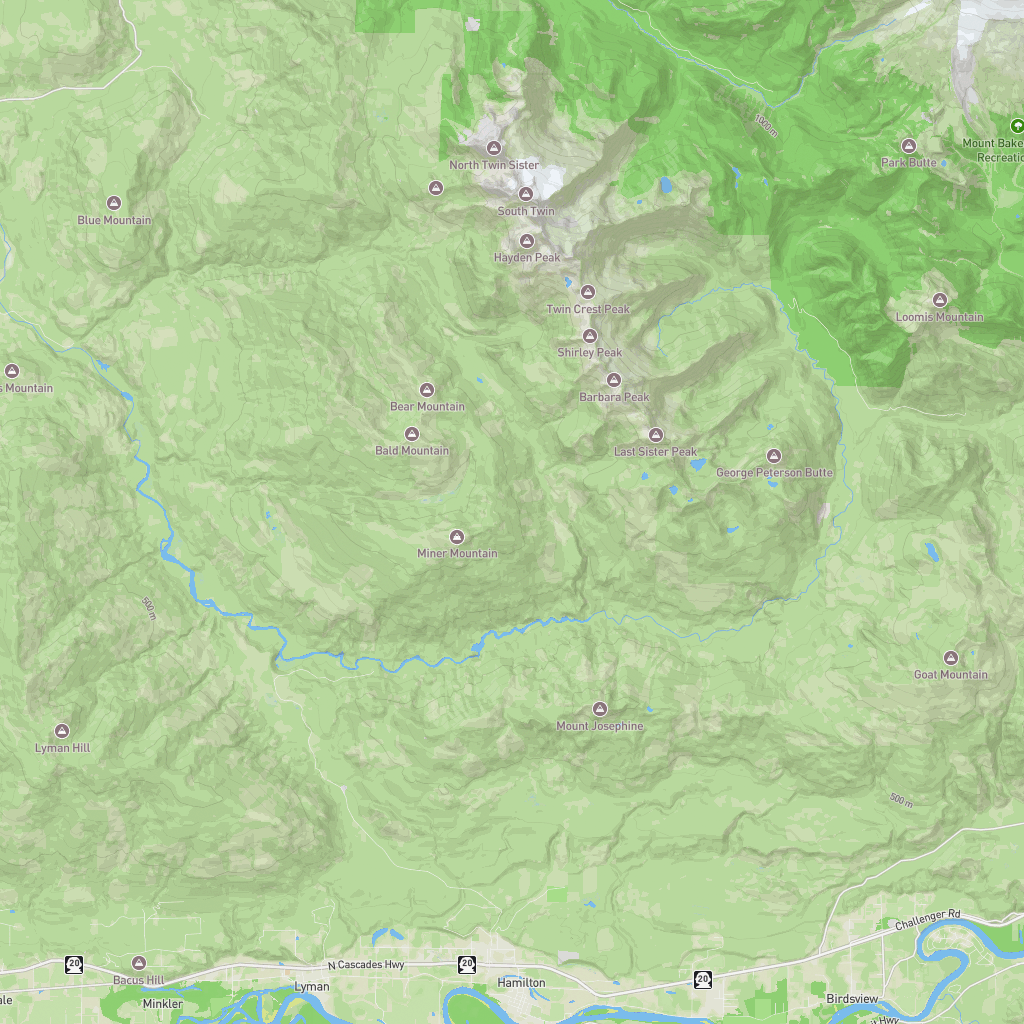 1000 m
Mount Bake
Recreatio
Park Butte
North Twin Sister
South Twin
Blue Mountain
Hayden Peak
Twin Crest Peak
Loomis Mountain
Shirley Peak
s Mountain
Barbara Peak
Bear Mountain
Bald Mountain
Last Sister Peak
George Peterson Butte
Miner Mountain
500 m
Goat Mountain
Mount Josephine
Lyman Hill
500 m
Challenger Rd
20
N Cascades Hwy
20
20
Bacus Hill
Hamilton
Lyman
ale
Minkler
Birdsview
Hwy